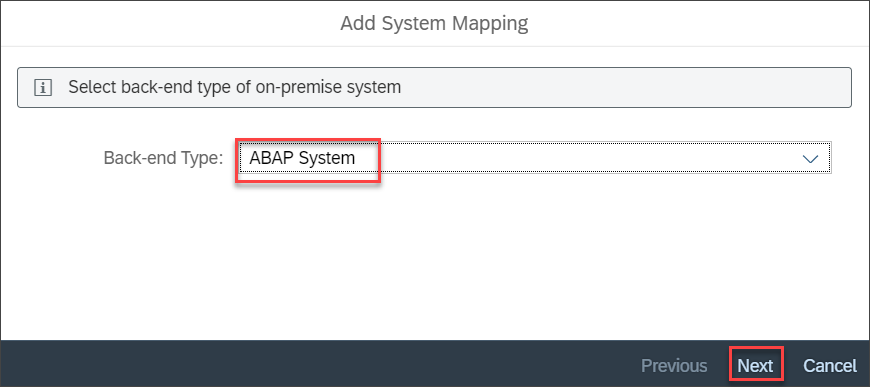 Add System Mapping
Select back-end type of on-premise system
Back-end Type: ABAP System
Previous Next Cancel